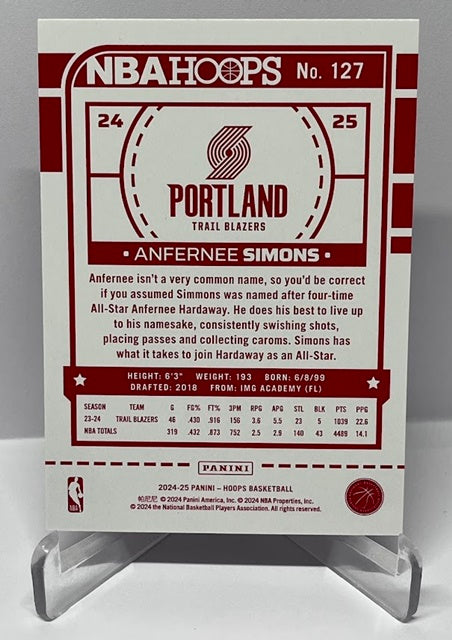 NBA HOOPS No. 127
24 25
PORTLAND
TRAIL BLAZERS
• ANFERNEE SIMONS •
Anfernee isn't a very common name, so you'd be correct
if you assumed Simmons was named after four-time
All-Star Anfernee Hardaway. He does his best to live up
to his namesake, consistently swishing shots,
placing passes and collecting caroms. Simons has
what it takes to join Hardaway as an All-Star.
HEIGHT: 6'3" WEIGHT: 193 BORN: 6/8/99
DRAFTED: 2018 FROM: IMG ACADEMY (FL)
SEASON TEAM G FG% FT% 3PM RPG APG STL BLK PTS PPG
23-24 TRAIL BLAZERS 46 .430 .916 156 3.6 5.5 23 5 1039 22.6
NBA TOTALS 319 .432 .873 752 2.5 2.9 140 43 4489 14.1
PANINI
2024-25 PANINI – HOOPS BASKETBALL
帕尼尼 © 2024 Panini America, Inc. © 2024 NBA Properties, Inc.
© 2024 the National Basketball Players Association. All rights reserved.